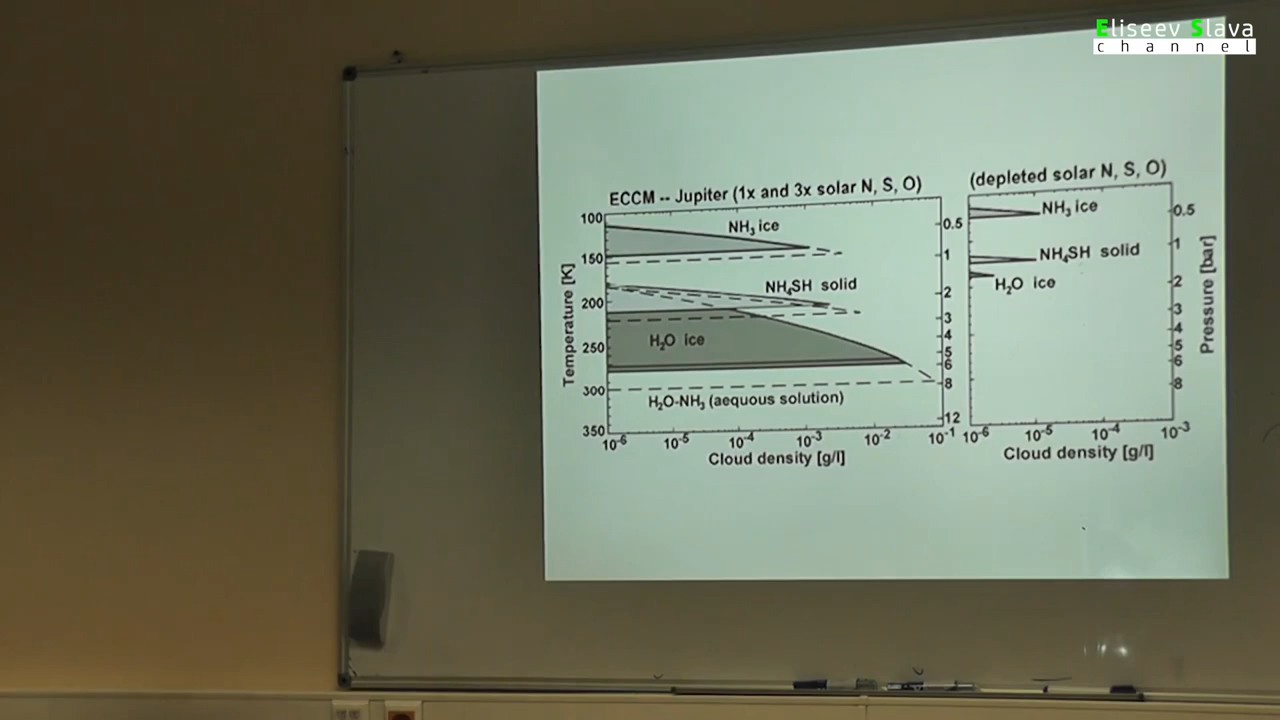 Eliseev Slava
channel
ECCM -- Jupiter (1x and 3x solar N, S, O)
(depleted solar N, S, O)
100
150
200
250
300
350
Temperature [K]
NH₃ ice
NH₄SH solid
H₂O ice
H₂O-NH₃ (aequous solution)
0.5
1
2
3
4
5
6
8
12
10⁻⁶ 10⁻⁵ 10⁻⁴ 10⁻³ 10⁻² 10⁻¹
Cloud density [g/l]
NH₃ ice
NH₄SH solid
H₂O ice
0.5
1
2
3
4
5
6
8
Pressure [bar]
10⁻⁶ 10⁻⁵ 10⁻⁴ 10⁻³
Cloud density [g/l]